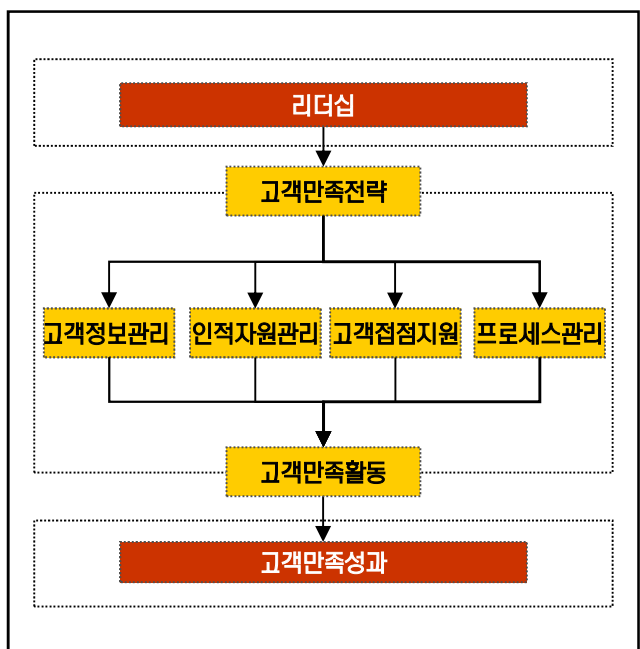 리더십
고객만족전략
고객정보관리
인적자원관리
고객접점지원
프로세스관리
고객만족활동
고객만족성과